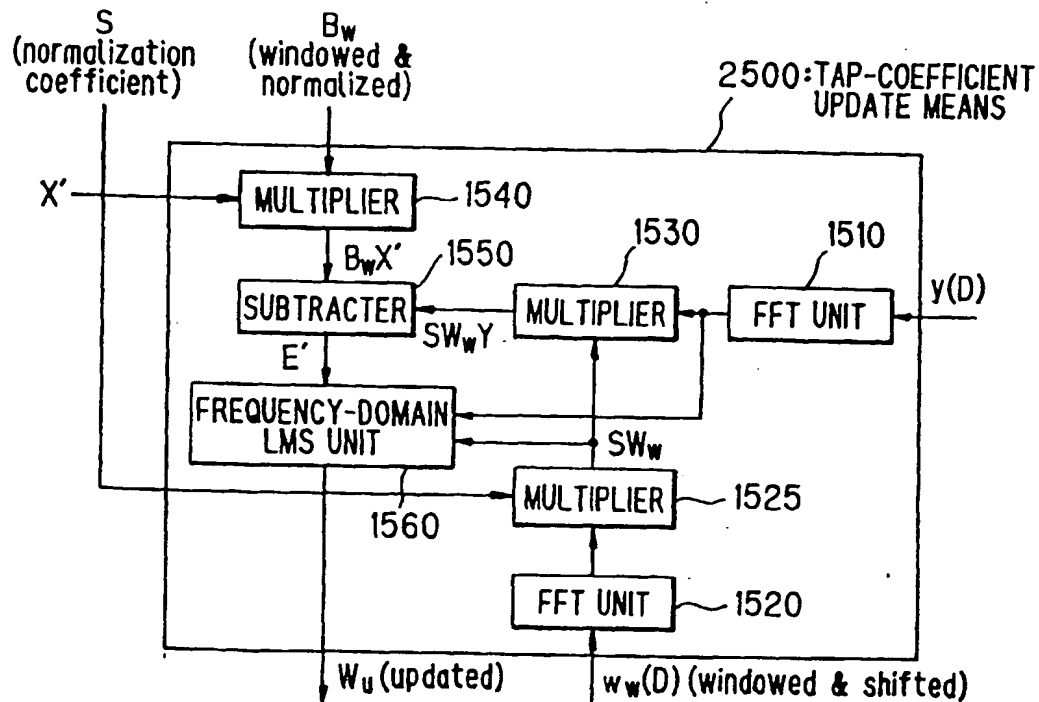 S
(normalization
coefficient)
Bw
(windowed &
normalized)
2500:TAP-COEFFICIENT
UPDATE MEANS
X'
MULTIPLIER
1540
BwX'
1550
1530
1510
SUBTRACTER
MULTIPLIER
FFT UNIT
y(D)
SWwY
E'
FREQUENCY-DOMAIN
LMS UNIT
SWw
1560
MULTIPLIER
1525
FFT UNIT
1520
Wu (updated)
ww(D) (windowed & shifted)